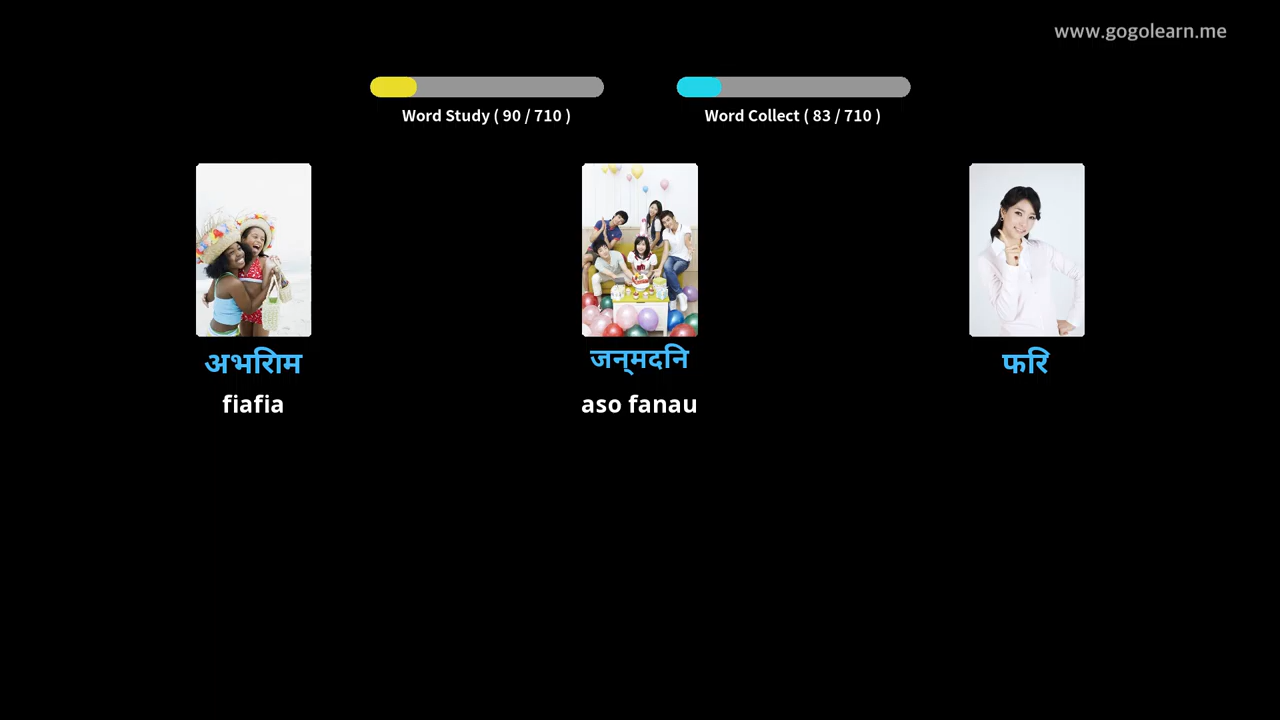 www.gogolearn.me
Word Study ( 90 / 710 )
Word Collect ( 83 / 710 )
अभिराम
जन्मदिन
फिर
fiafia
aso fanau